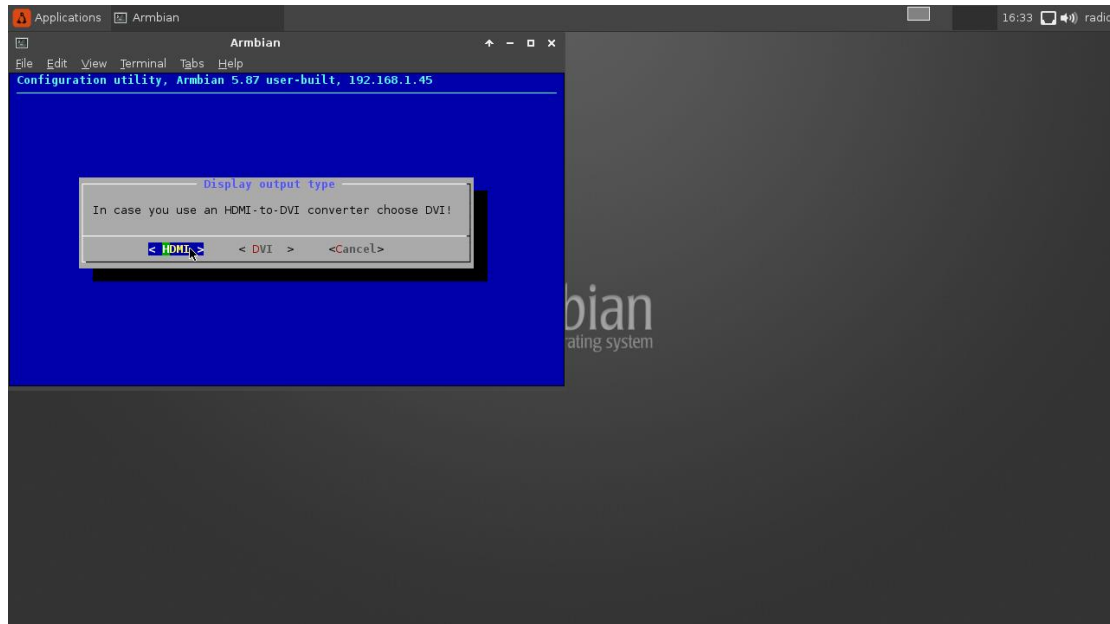 Applications Armbian 16:33 radio
Armbian
File Edit View Terminal Tabs Help
Configuration utility, Armbian 5.87 user-built, 192.168.1.45
Display output type
In case you use an HDMI-to-DVI converter choose DVI!
< HDMI > < DVI > <Cancel>
bian
ating system